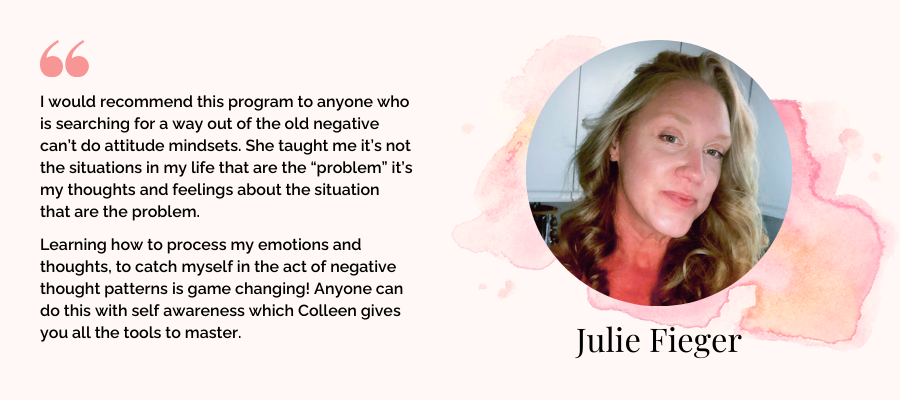 I would recommend this program to anyone who
is searching for a way out of the old negative
can't do attitude mindsets. She taught me it's not
the situations in my life that are the “problem” it's
my thoughts and feelings about the situation
that are the problem.
Learning how to process my emotions and
thoughts, to catch myself in the act of negative
thought patterns is game changing! Anyone can
do this with self awareness which Colleen gives
you all the tools to master.
Julie Fieger